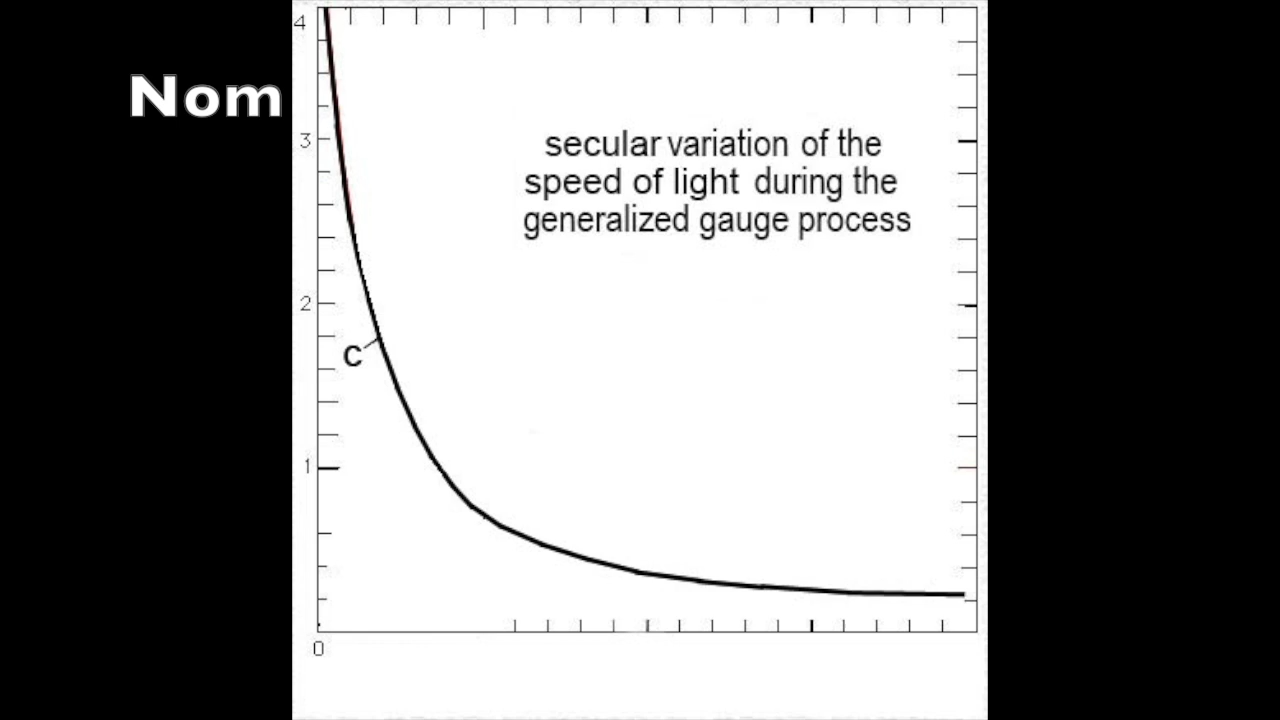 4
Nom
3
secular variation of the
speed of light during the
generalized gauge process
2
c
1
0